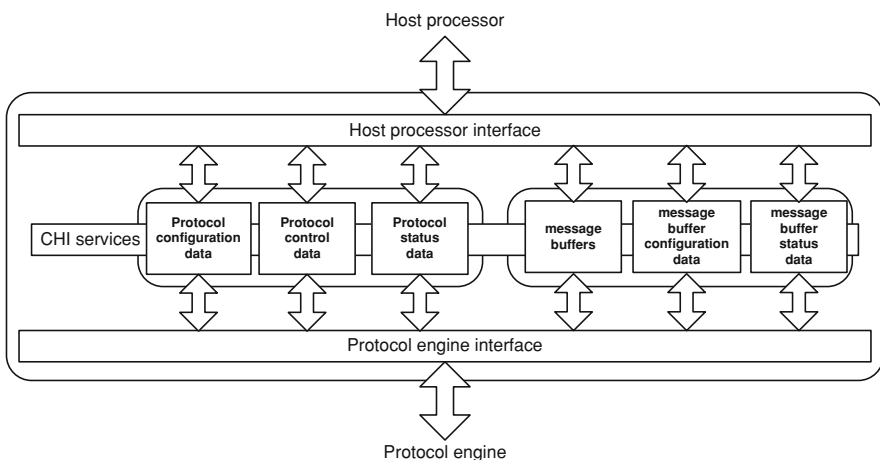 Host processor
Host processor interface
CHI services
Protocol
configuration
data
Protocol
control
data
Protocol
status
data
message
buffers
message
buffer
configuration
data
message
buffer
status
data
Protocol engine interface
Protocol engine